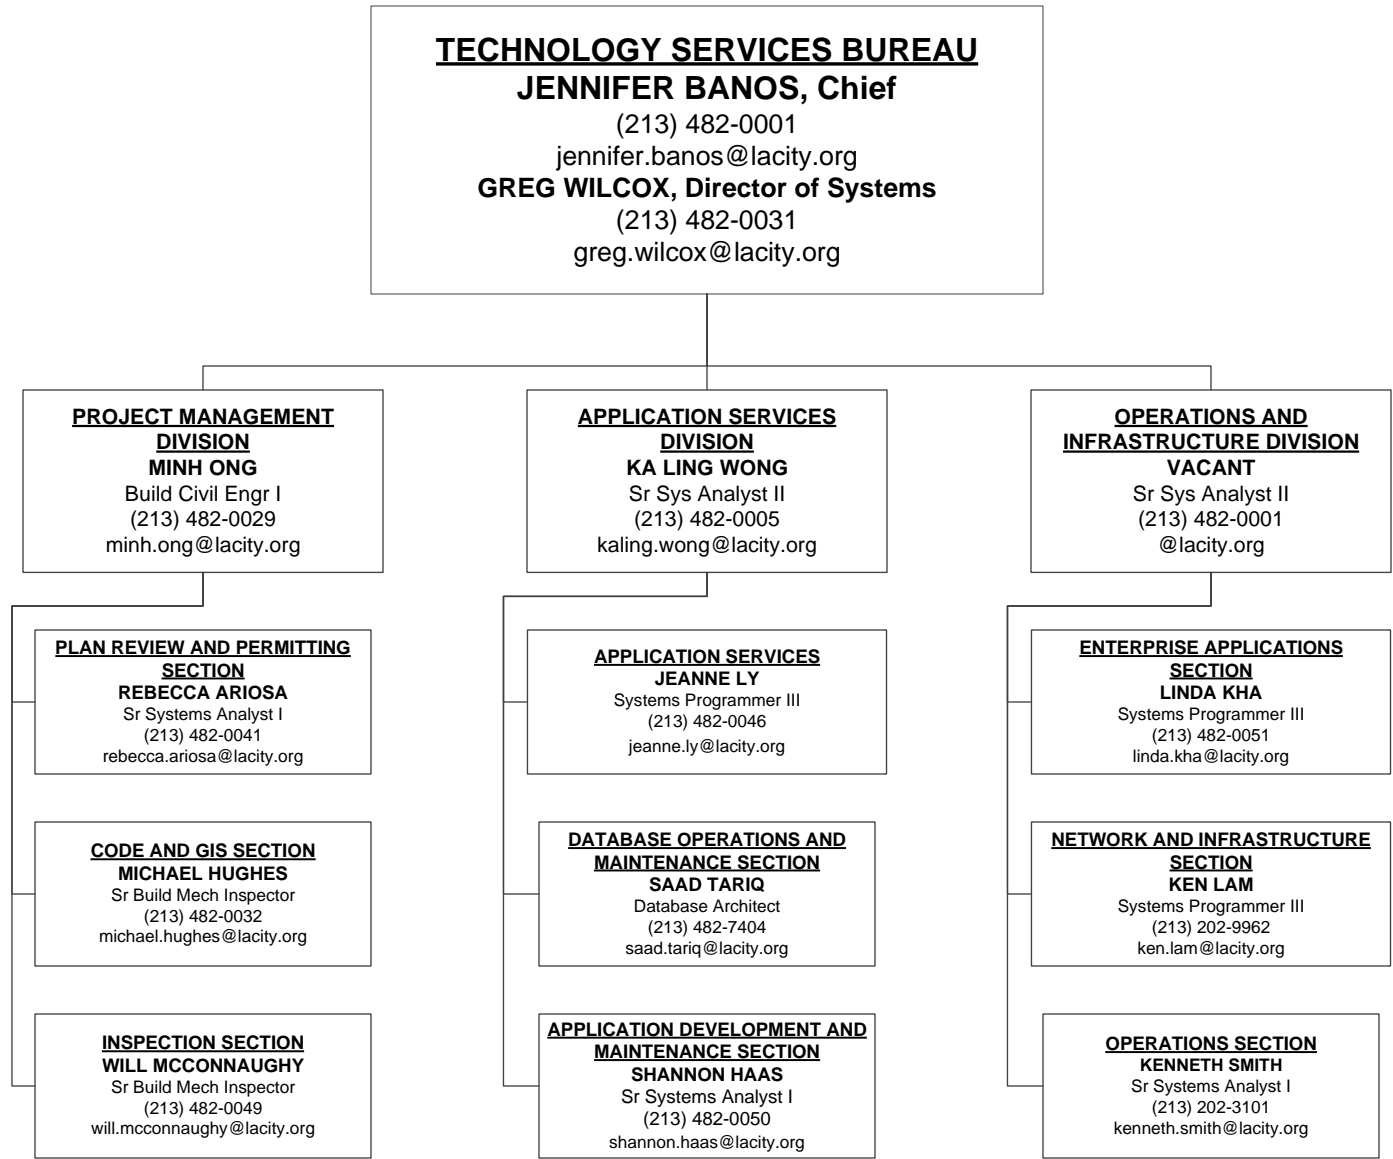 TECHNOLOGY SERVICES BUREAU
JENNIFER BANOS, Chief
(213) 482-0001
jennifer.banos@lacity.org
GREG WILCOX, Director of Systems
(213) 482-0031
greg.wilcox@lacity.org
PROJECT MANAGEMENT
DIVISION
MINH ONG
Build Civil Engr I
(213) 482-0029
minh.ong@lacity.org
PLAN REVIEW AND PERMITTING
SECTION
REBECCA ARIOSA
Sr Systems Analyst I
(213) 482-0041
rebecca.ariosa@lacity.org
CODE AND GIS SECTION
MICHAEL HUGHES
Sr Build Mech Inspector
(213) 482-0032
michael.hughes@lacity.org
INSPECTION SECTION
WILL MCCONNAUGHY
Sr Build Mech Inspector
(213) 482-0049
will.mcconnaughy@lacity.org
APPLICATION SERVICES
DIVISION
KA LING WONG
Sr Sys Analyst II
(213) 482-0005
kaling.wong@lacity.org
APPLICATION SERVICES
JEANNE LY
Systems Programmer III
(213) 482-0046
jeanne.ly@lacity.org
DATABASE OPERATIONS AND
MAINTENANCE SECTION
SAAD TARIQ
Database Architect
(213) 482-7404
saad.tariq@lacity.org
APPLICATION DEVELOPMENT AND
MAINTENANCE SECTION
SHANNON HAAS
Sr Systems Analyst I
(213) 482-0050
shannon.haas@lacity.org
OPERATIONS AND
INFRASTRUCTURE DIVISION
VACANT
Sr Sys Analyst II
(213) 482-0001
@lacity.org
ENTERPRISE APPLICATIONS
SECTION
LINDA KHA
Systems Programmer III
(213) 482-0051
linda.kha@lacity.org
NETWORK AND INFRASTRUCTURE
SECTION
KEN LAM
Systems Programmer III
(213) 202-9962
ken.lam@lacity.org
OPERATIONS SECTION
KENNETH SMITH
Sr Systems Analyst I
(213) 202-3101
kenneth.smith@lacity.org